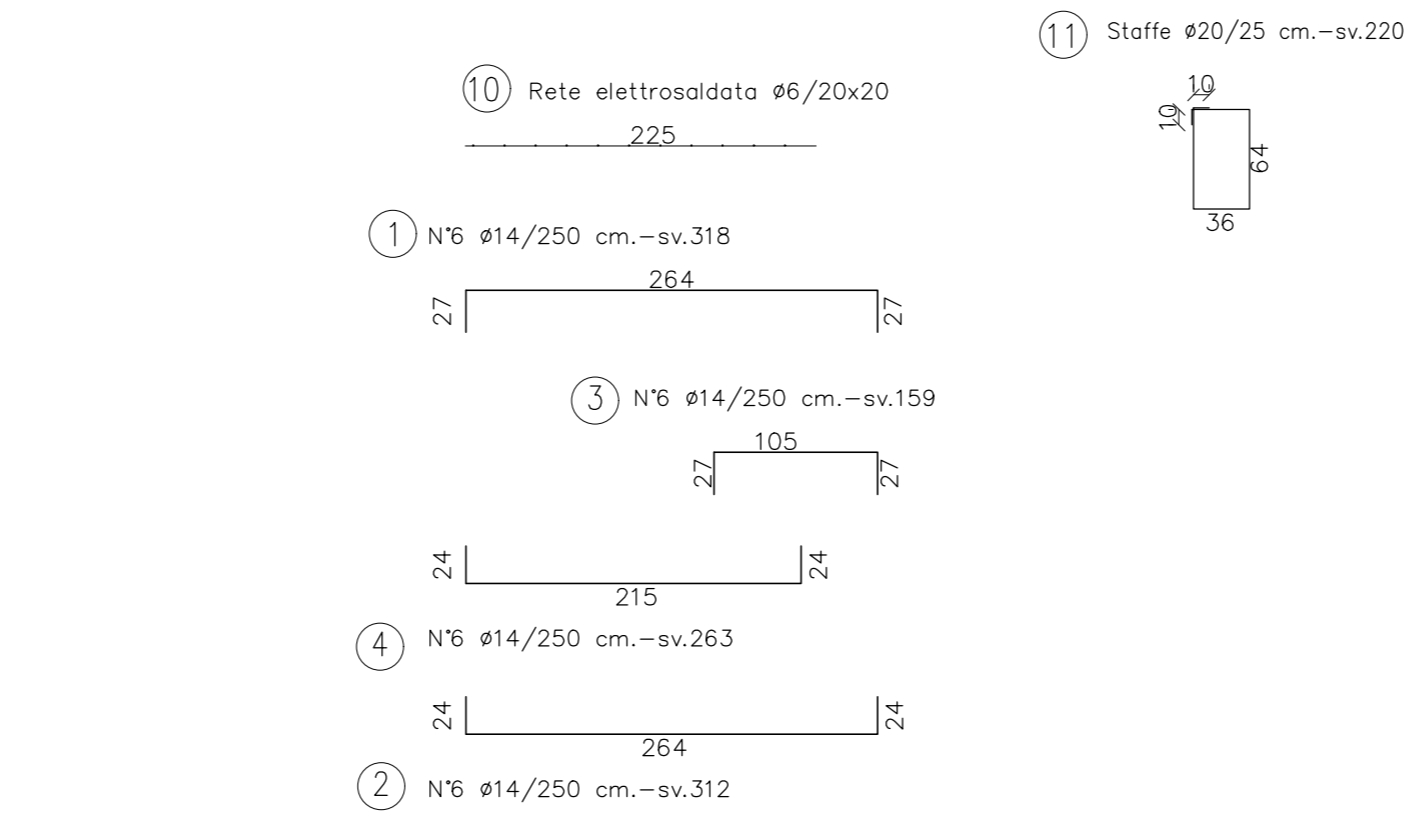 11 Staffe ø20/25 cm.-sv.220
10
10
64
36
10 Rete elettrosaldata ø6/20x20
225
1 N°6 ø14/250 cm.-sv.318
264
27
27
3 N°6 ø14/250 cm.-sv.159
105
27
27
24
24
215
4 N°6 ø14/250 cm.-sv.263
24
24
264
2 N°6 ø14/250 cm.-sv.312